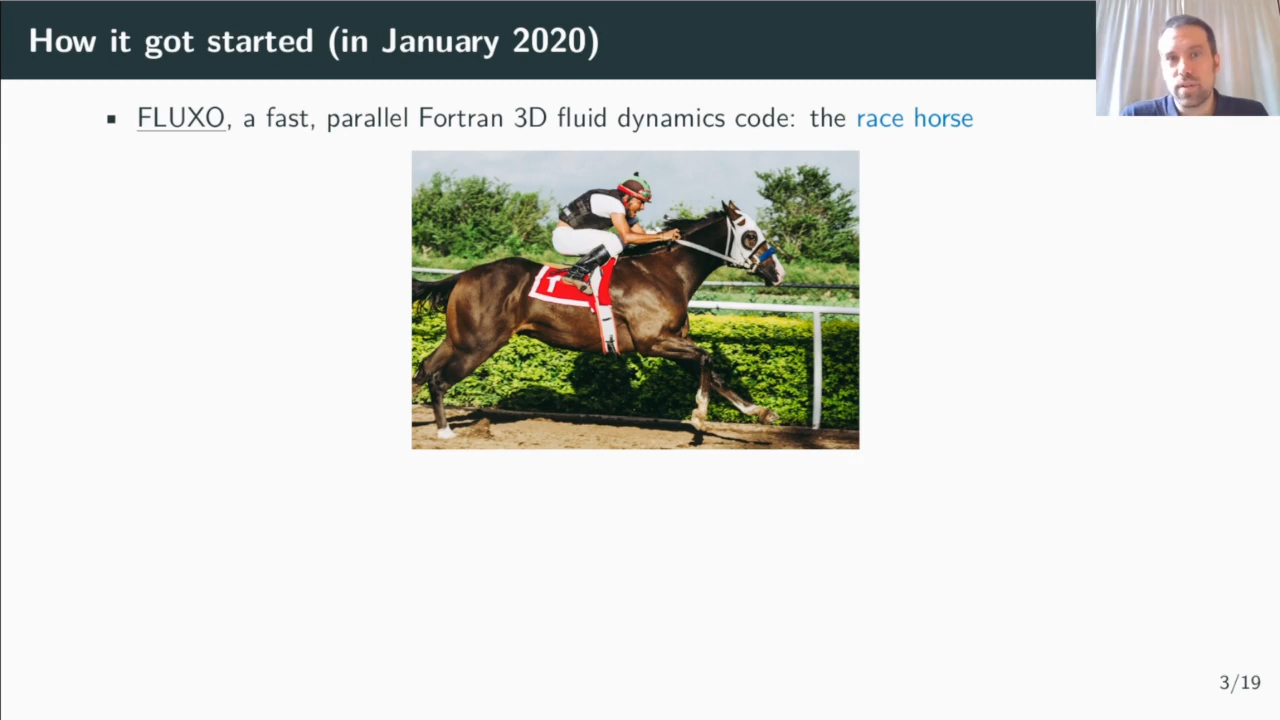 How it got started (in January 2020)
▪ FLUXO, a fast, parallel Fortran 3D fluid dynamics code: the race horse
1
3/19